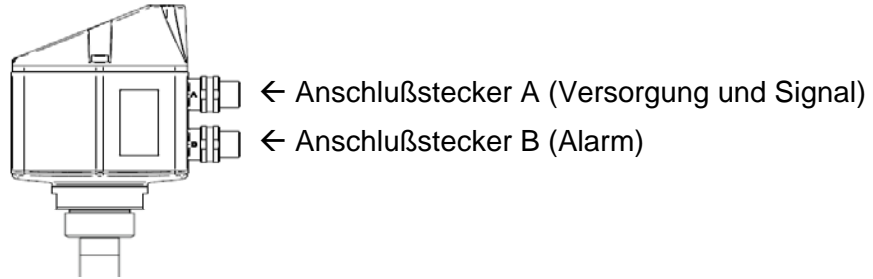 ← Anschlußstecker A (Versorgung und Signal)
← Anschlußstecker B (Alarm)
A
B